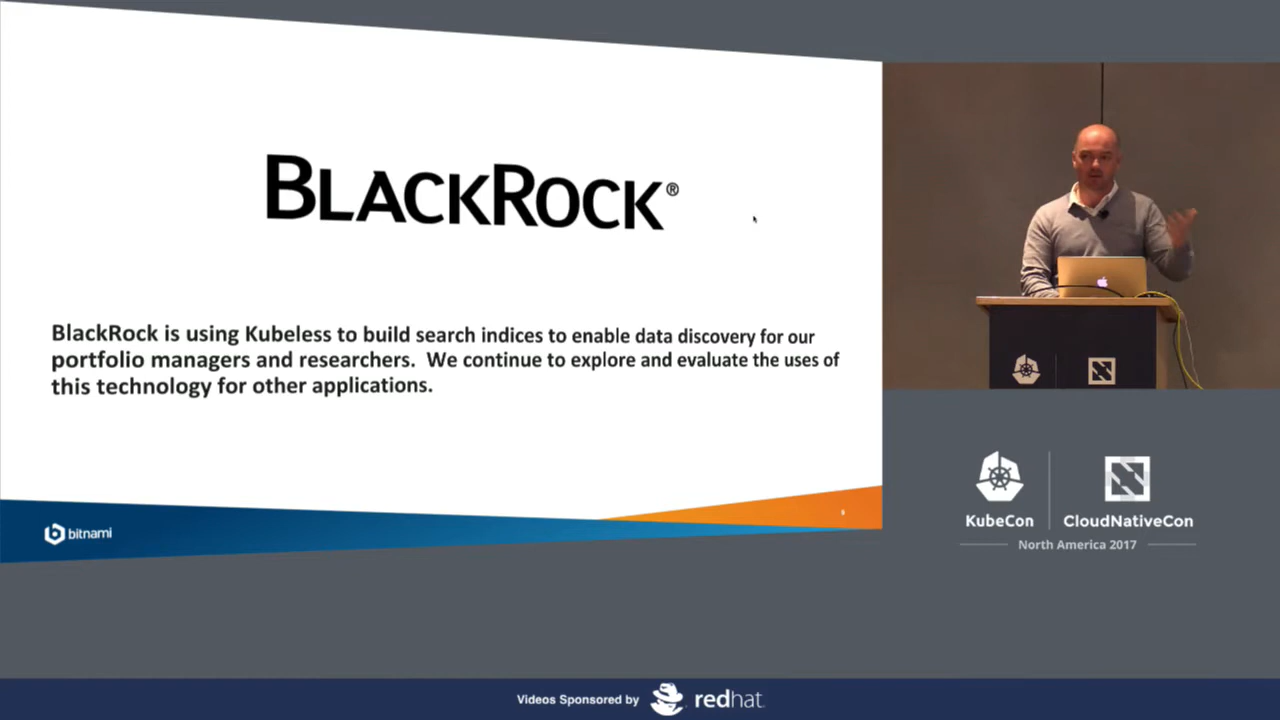 BLACKROCK®
BlackRock is using Kubeless to build search indices to enable data discovery for our
portfolio managers and researchers. We continue to explore and evaluate the uses of
this technology for other applications.
bitnami
KubeCon
CloudNativeCon
North America 2017
Videos Sponsored by redhat.